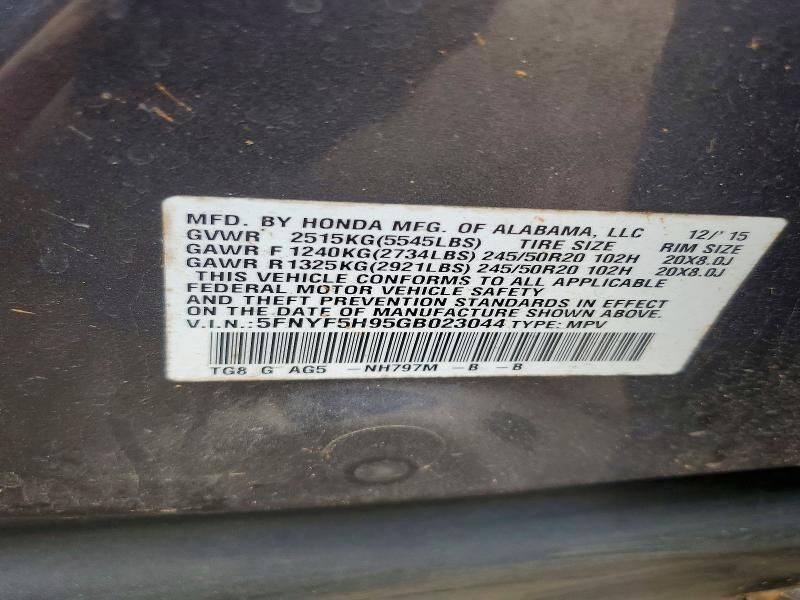 MFD. BY HONDA MFG. OF ALABAMA, LLC 12/'15
GVWR 2515KG(5545LBS) TIRE SIZE RIM SIZE
GAWR F 1240KG(2734LBS) 245/50R20 102H 20X8.0J
GAWR R 1325KG(2921LBS) 245/50R20 102H 20X8.0J
THIS VEHICLE CONFORMS TO ALL APPLICABLE
FEDERAL MOTOR VEHICLE SAFETY
AND THEFT PREVENTION STANDARDS IN EFFECT
ON THE DATE OF MANUFACTURE SHOWN ABOVE.
V.I.N.: 5FNYF5H95GB023044 TYPE: MPV
TG8 G AG5 -NH797M -B -B